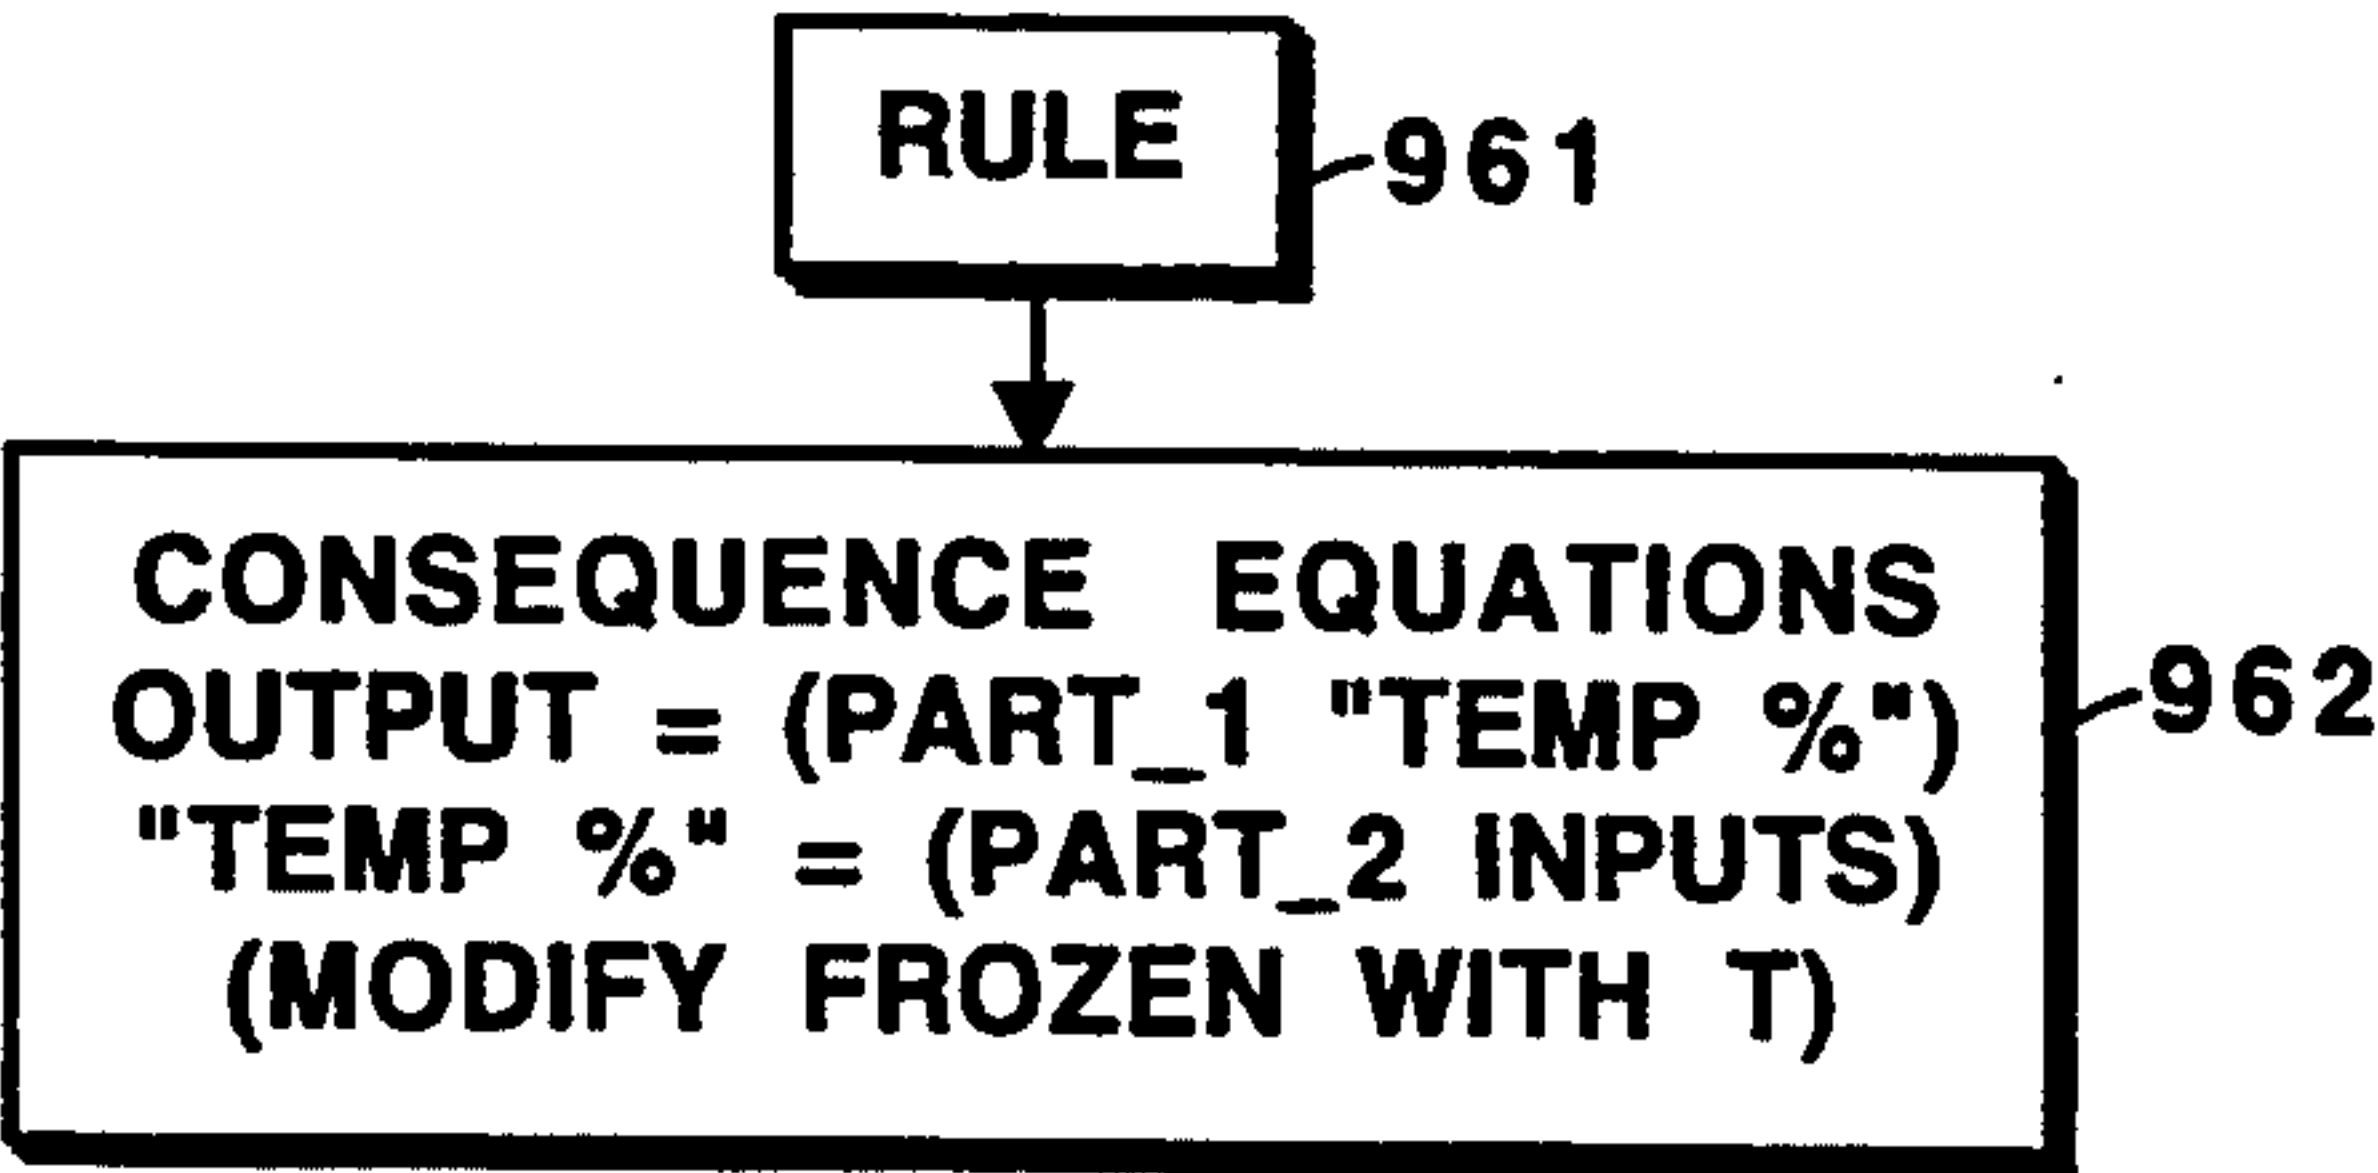 RULE
961
CONSEQUENCE EQUATIONS
OUTPUT = (PART_1 "TEMP %")
"TEMP %" = (PART_2 INPUTS)
(MODIFY FROZEN WITH T)
962